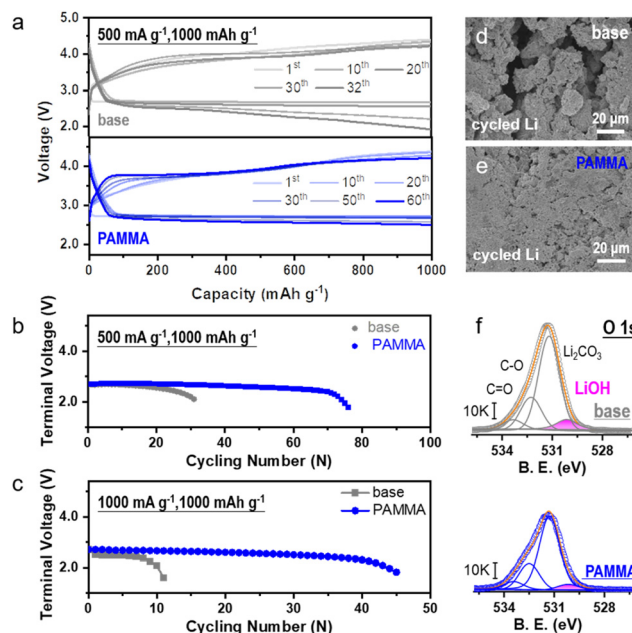 a
500 mA g⁻¹,1000 mAh g⁻¹
5.0
4.0
3.0
2.0
1ˢᵗ 10ᵗʰ 20ᵗʰ
30ᵗʰ 32ᵗʰ
base
4.0
3.0
2.0
1ˢᵗ 10ᵗʰ 20ᵗʰ
30ᵗʰ 50ᵗʰ 60ᵗʰ
PAMMA
0 200 400 600 800 1000
Voltage (V)
Capacity (mAh g⁻¹)
d
base
cycled Li
20 µm
e
PAMMA
cycled Li
20 µm
b
500 mA g⁻¹,1000 mAh g⁻¹
base
PAMMA
4.0
2.0
0 20 40 60 80 100
Terminal Voltage (V)
Cycling Number (N)
c
1000 mA g⁻¹,1000 mAh g⁻¹
base
PAMMA
4.0
2.0
0 10 20 30 40 50
Terminal Voltage (V)
Cycling Number (N)
f
O 1s
Li₂CO₃
C-O
C=O
LiOH
10K
base
534 531 528
B. E. (eV)
10K
PAMMA
534 531 528
B. E. (eV)